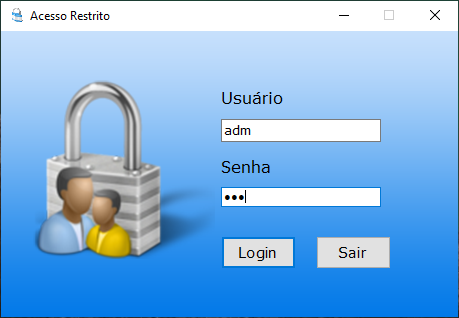 Acesso Restrito
Usuário
adm
Senha
•••
Login Sair